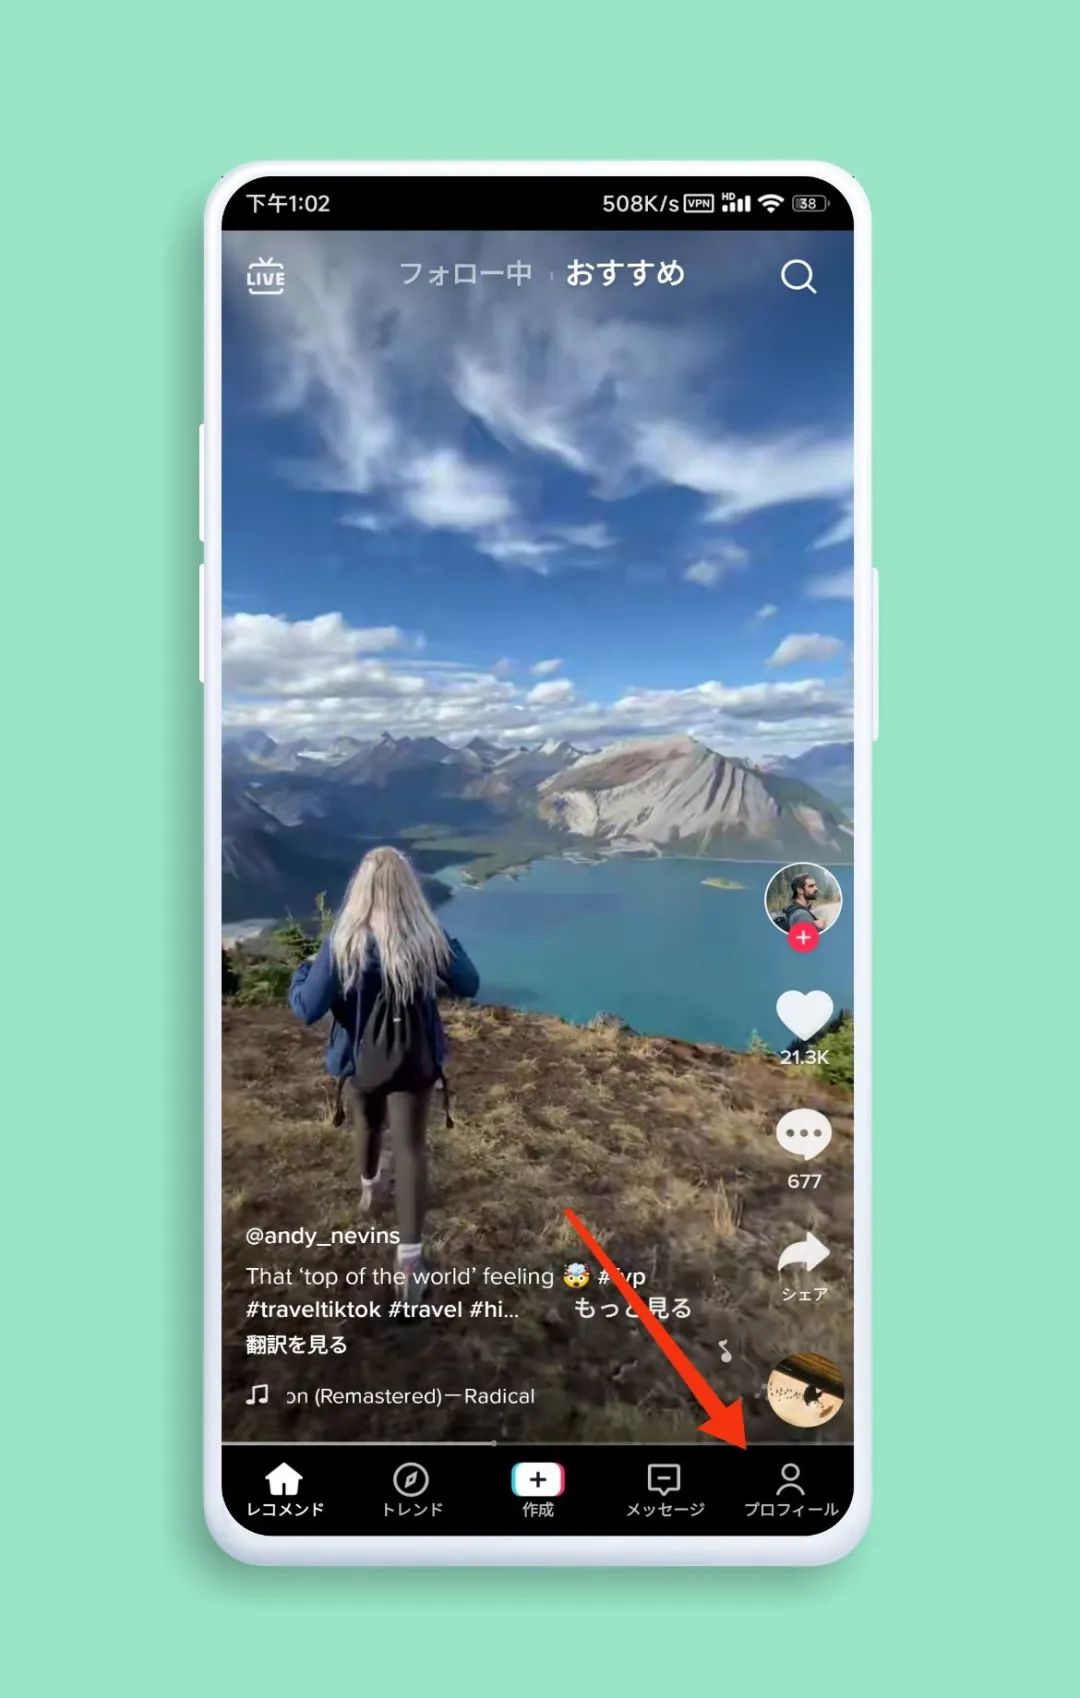 下午1:02
508K/s VPN HD 38
LIVE
フォロー中
おすすめ
21.3K
677
シェア
@andy_nevins
That ‘top of the world’ feeling 🤯
#traveltiktok #travel #hi...
もっと見る
翻訳を見る
on (Remastered)—Radical
レコメンド
トレンド
作成
メッセージ
プロフィール